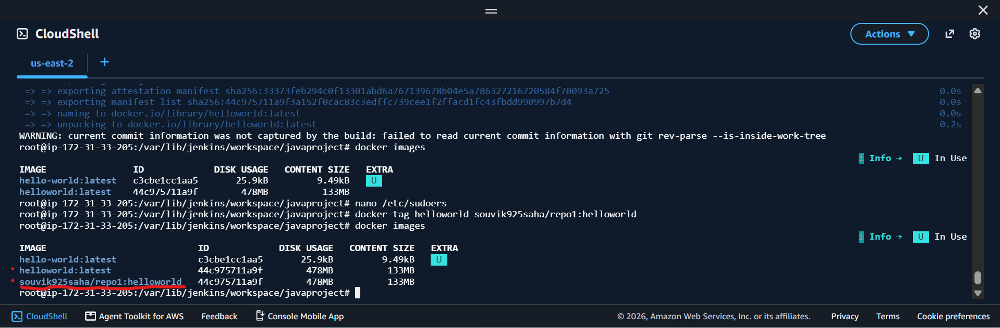 CloudShell
Actions
us-east-2 +
=> => exporting attestation manifest sha256:33373feb294c0f13301abd6a767139678b04e5a786327216720584f70093a725 0.0s
=> => exporting manifest list sha256:44c975711a9f3a152f0cac83c3edffc739cee1f2ffacd1fc43fbdd990997b7d4 0.0s
=> => naming to docker.io/library/helloworld:latest 0.0s
=> => unpacking to docker.io/library/helloworld:latest 0.2s
WARNING: current commit information was not captured by the build: failed to read current commit information with git rev-parse --is-inside-work-tree
root@ip-172-31-33-205:/var/lib/jenkins/workspace/javaproject# docker images
i Info → U In Use
IMAGE ID DISK USAGE CONTENT SIZE EXTRA
hello-world:latest c3cbe1cc1aa5 25.9kB 9.49kB U
helloworld:latest 44c975711a9f 478MB 133MB
root@ip-172-31-33-205:/var/lib/jenkins/workspace/javaproject# nano /etc/sudoers
root@ip-172-31-33-205:/var/lib/jenkins/workspace/javaproject# docker tag helloworld souvik925saha/repo1:helloworld
root@ip-172-31-33-205:/var/lib/jenkins/workspace/javaproject# docker images
i Info → U In Use
IMAGE ID DISK USAGE CONTENT SIZE EXTRA
hello-world:latest c3cbe1cc1aa5 25.9kB 9.49kB U
helloworld:latest 44c975711a9f 478MB 133MB
souvik925saha/repo1:helloworld 44c975711a9f 478MB 133MB
root@ip-172-31-33-205:/var/lib/jenkins/workspace/javaproject#
CloudShell Agent Toolkit for AWS Feedback Console Mobile App © 2026, Amazon Web Services, Inc. or its affiliates. Privacy Terms Cookie preferences